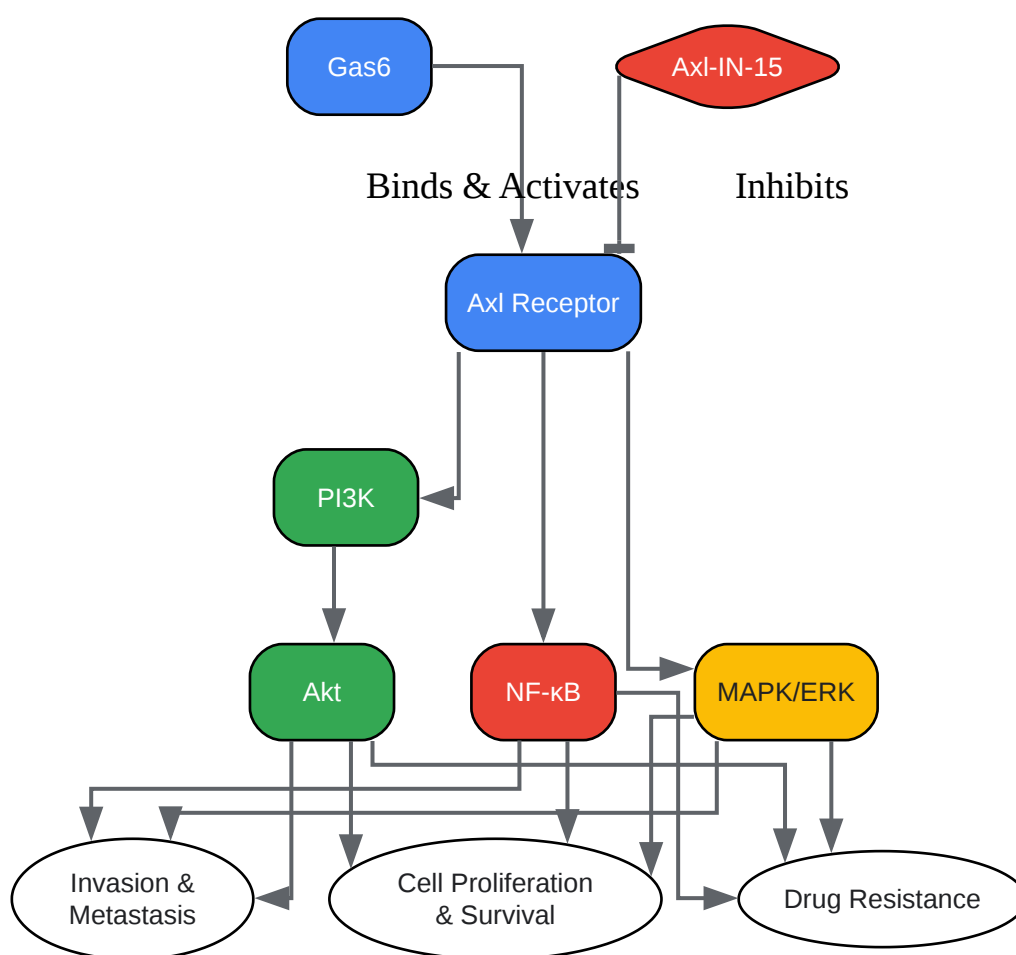 Gas6
Axl-IN-15
Binds & Activates
Inhibits
Axl Receptor
PI3K
Akt
NF-κB
MAPK/ERK
Invasion &
Metastasis
Cell Proliferation
& Survival
Drug Resistance